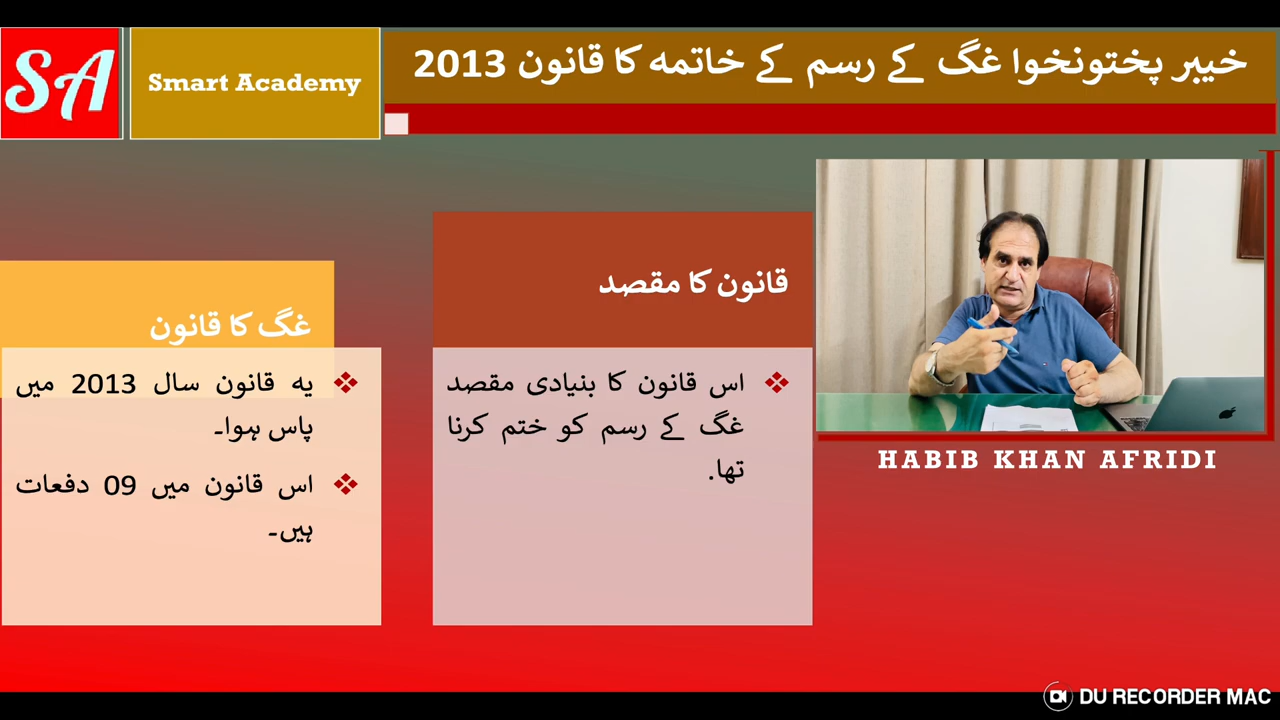 SA
Smart Academy
خیبر پختونخوا غگ کے رسم کے خاتمہ کا قانون 2013
قانون کا مقصد
اس قانون کا بنیادی مقصد
غگ کے رسم کو ختم کرنا
تھا.
غگ کا قانون
یہ قانون سال 2013 میں
پاس ہوا۔
اس قانون میں 09 دفعات
ہیں۔
HABIB KHAN AFRIDI
DU RECORDER MAC